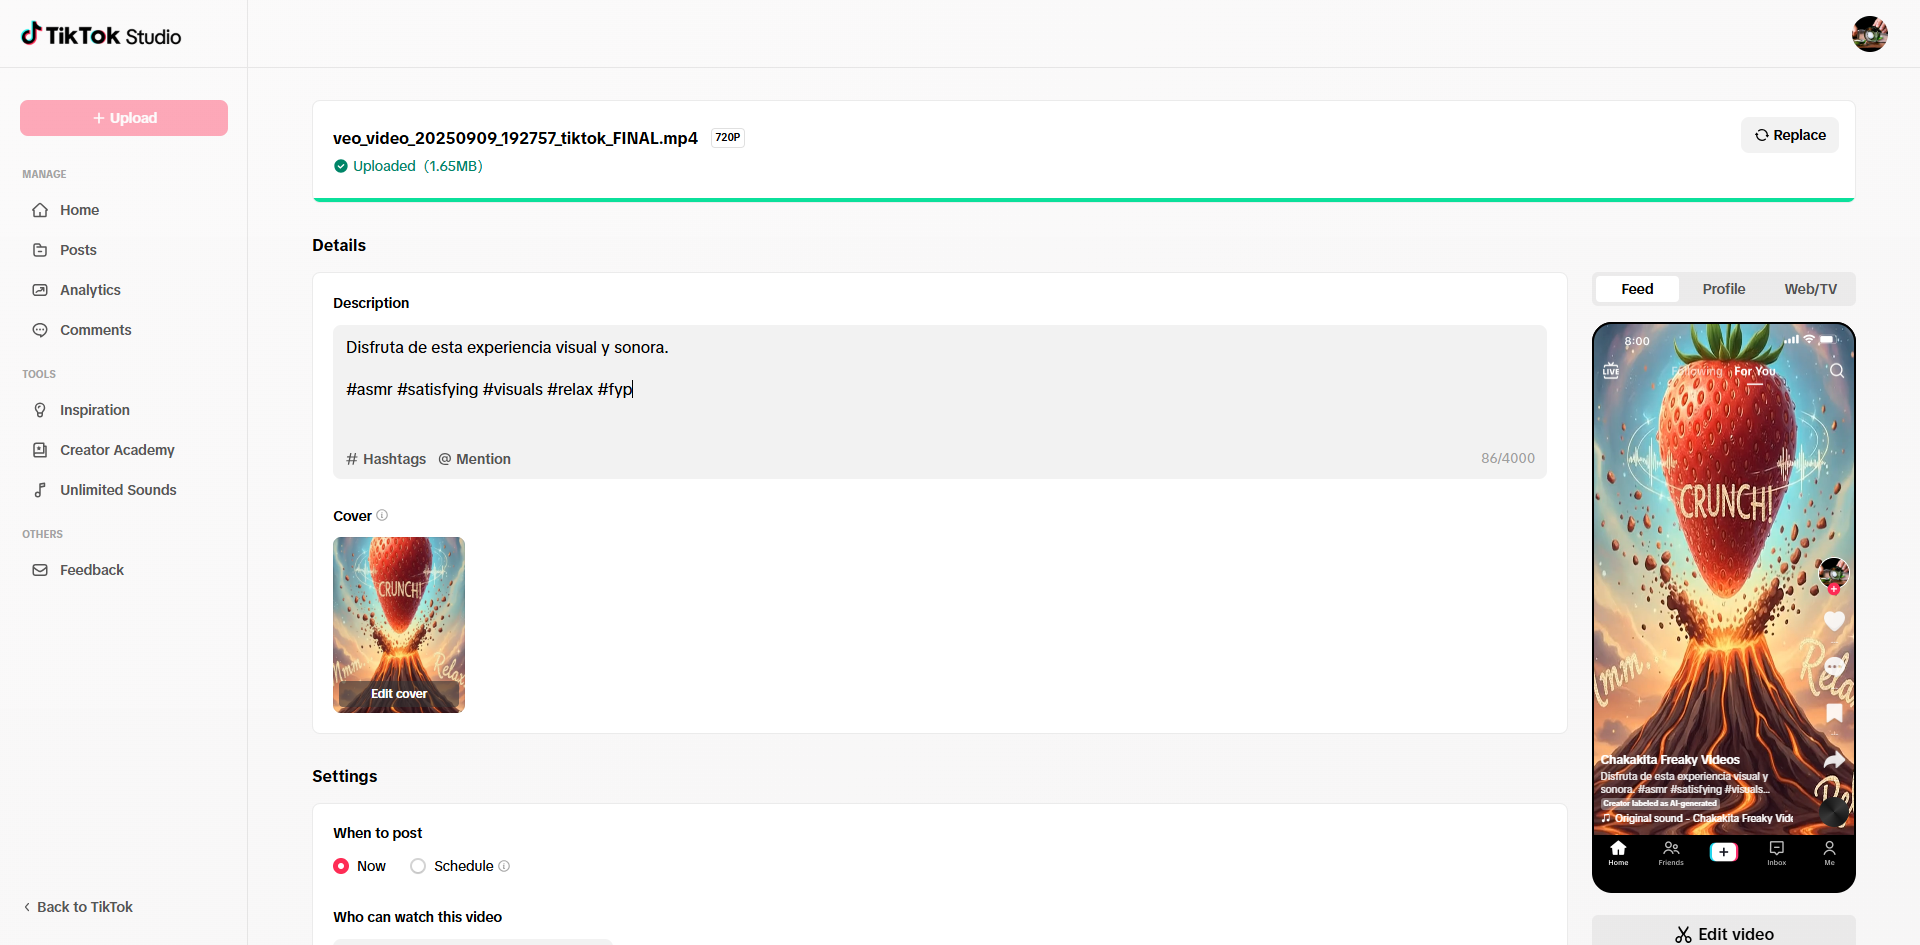 TikTok Studio
+ Upload
MANAGE
Home
Posts
Analytics
Comments
TOOLS
Inspiration
Creator Academy
Unlimited Sounds
OTHERS
Feedback
Back to TikTok
veo_video_20250909_192757_tiktok_FINAL.mp4 720P
Uploaded (1.65MB)
Replace
Details
Description
Disfruta de esta experiencia visual y sonora.
#asmr #satisfying #visuals #relax #fyp
# Hashtags @ Mention
86/4000
Cover
CRUNCH!
Mmm
Relax
Edit cover
Settings
When to post
Now Schedule
Who can watch this video
Feed Profile Web/TV
8:00
LIVE Following For You
CRUNCH!
mm.
Rela
Chakakita Freaky Videos
Disfruta de esta experiencia visual y
sonora. #asmr #satisfying #visuals...
Creator labeled as AI-generated
Original sound - Chakakita Freaky Vide
Home Friends Inbox Me
Edit video